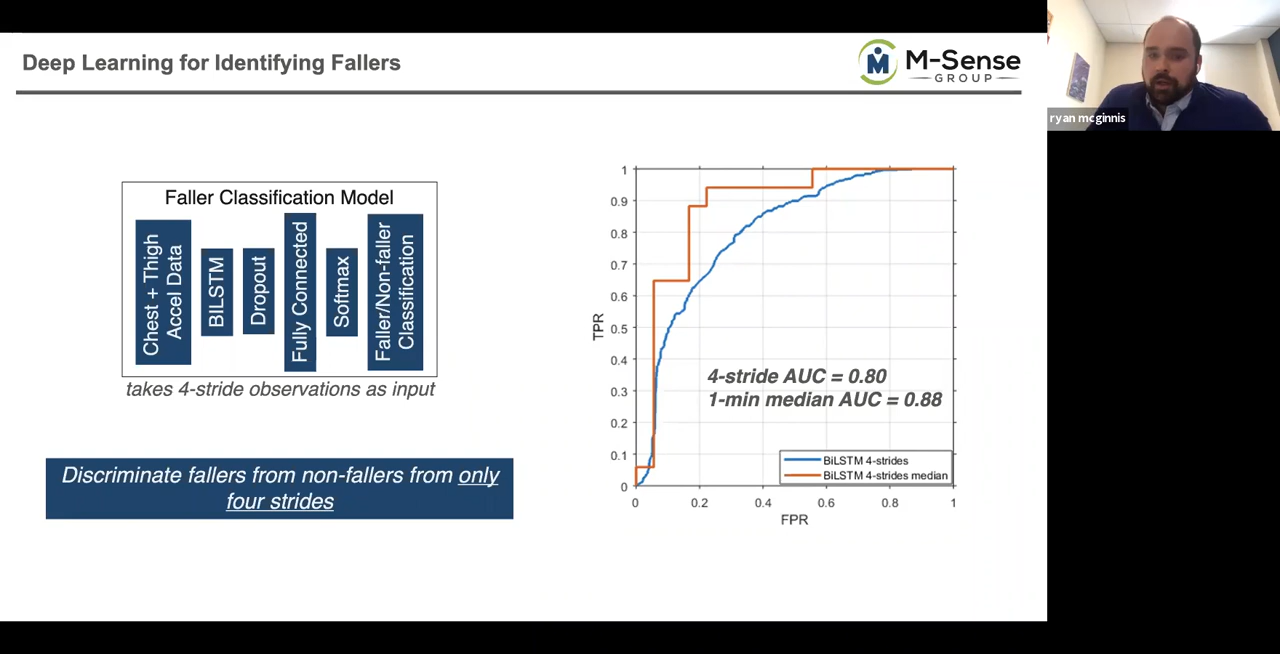 Deep Learning for Identifying Fallers
M-Sense
GROUP
ryan mcginnis
Faller Classification Model
Chest + Thigh
Accel Data
BiLSTM
Dropout
Fully Connected
Softmax
Faller/Non-faller
Classification
takes 4-stride observations as input
Discriminate fallers from non-fallers from only
four strides
1
0.9
0.8
0.7
0.6
0.5
0.4
0.3
0.2
0.1
0
TPR
4-stride AUC = 0.80
1-min median AUC = 0.88
BiLSTM 4-strides
BiLSTM 4-strides median
0 0.2 0.4 0.6 0.8 1
FPR